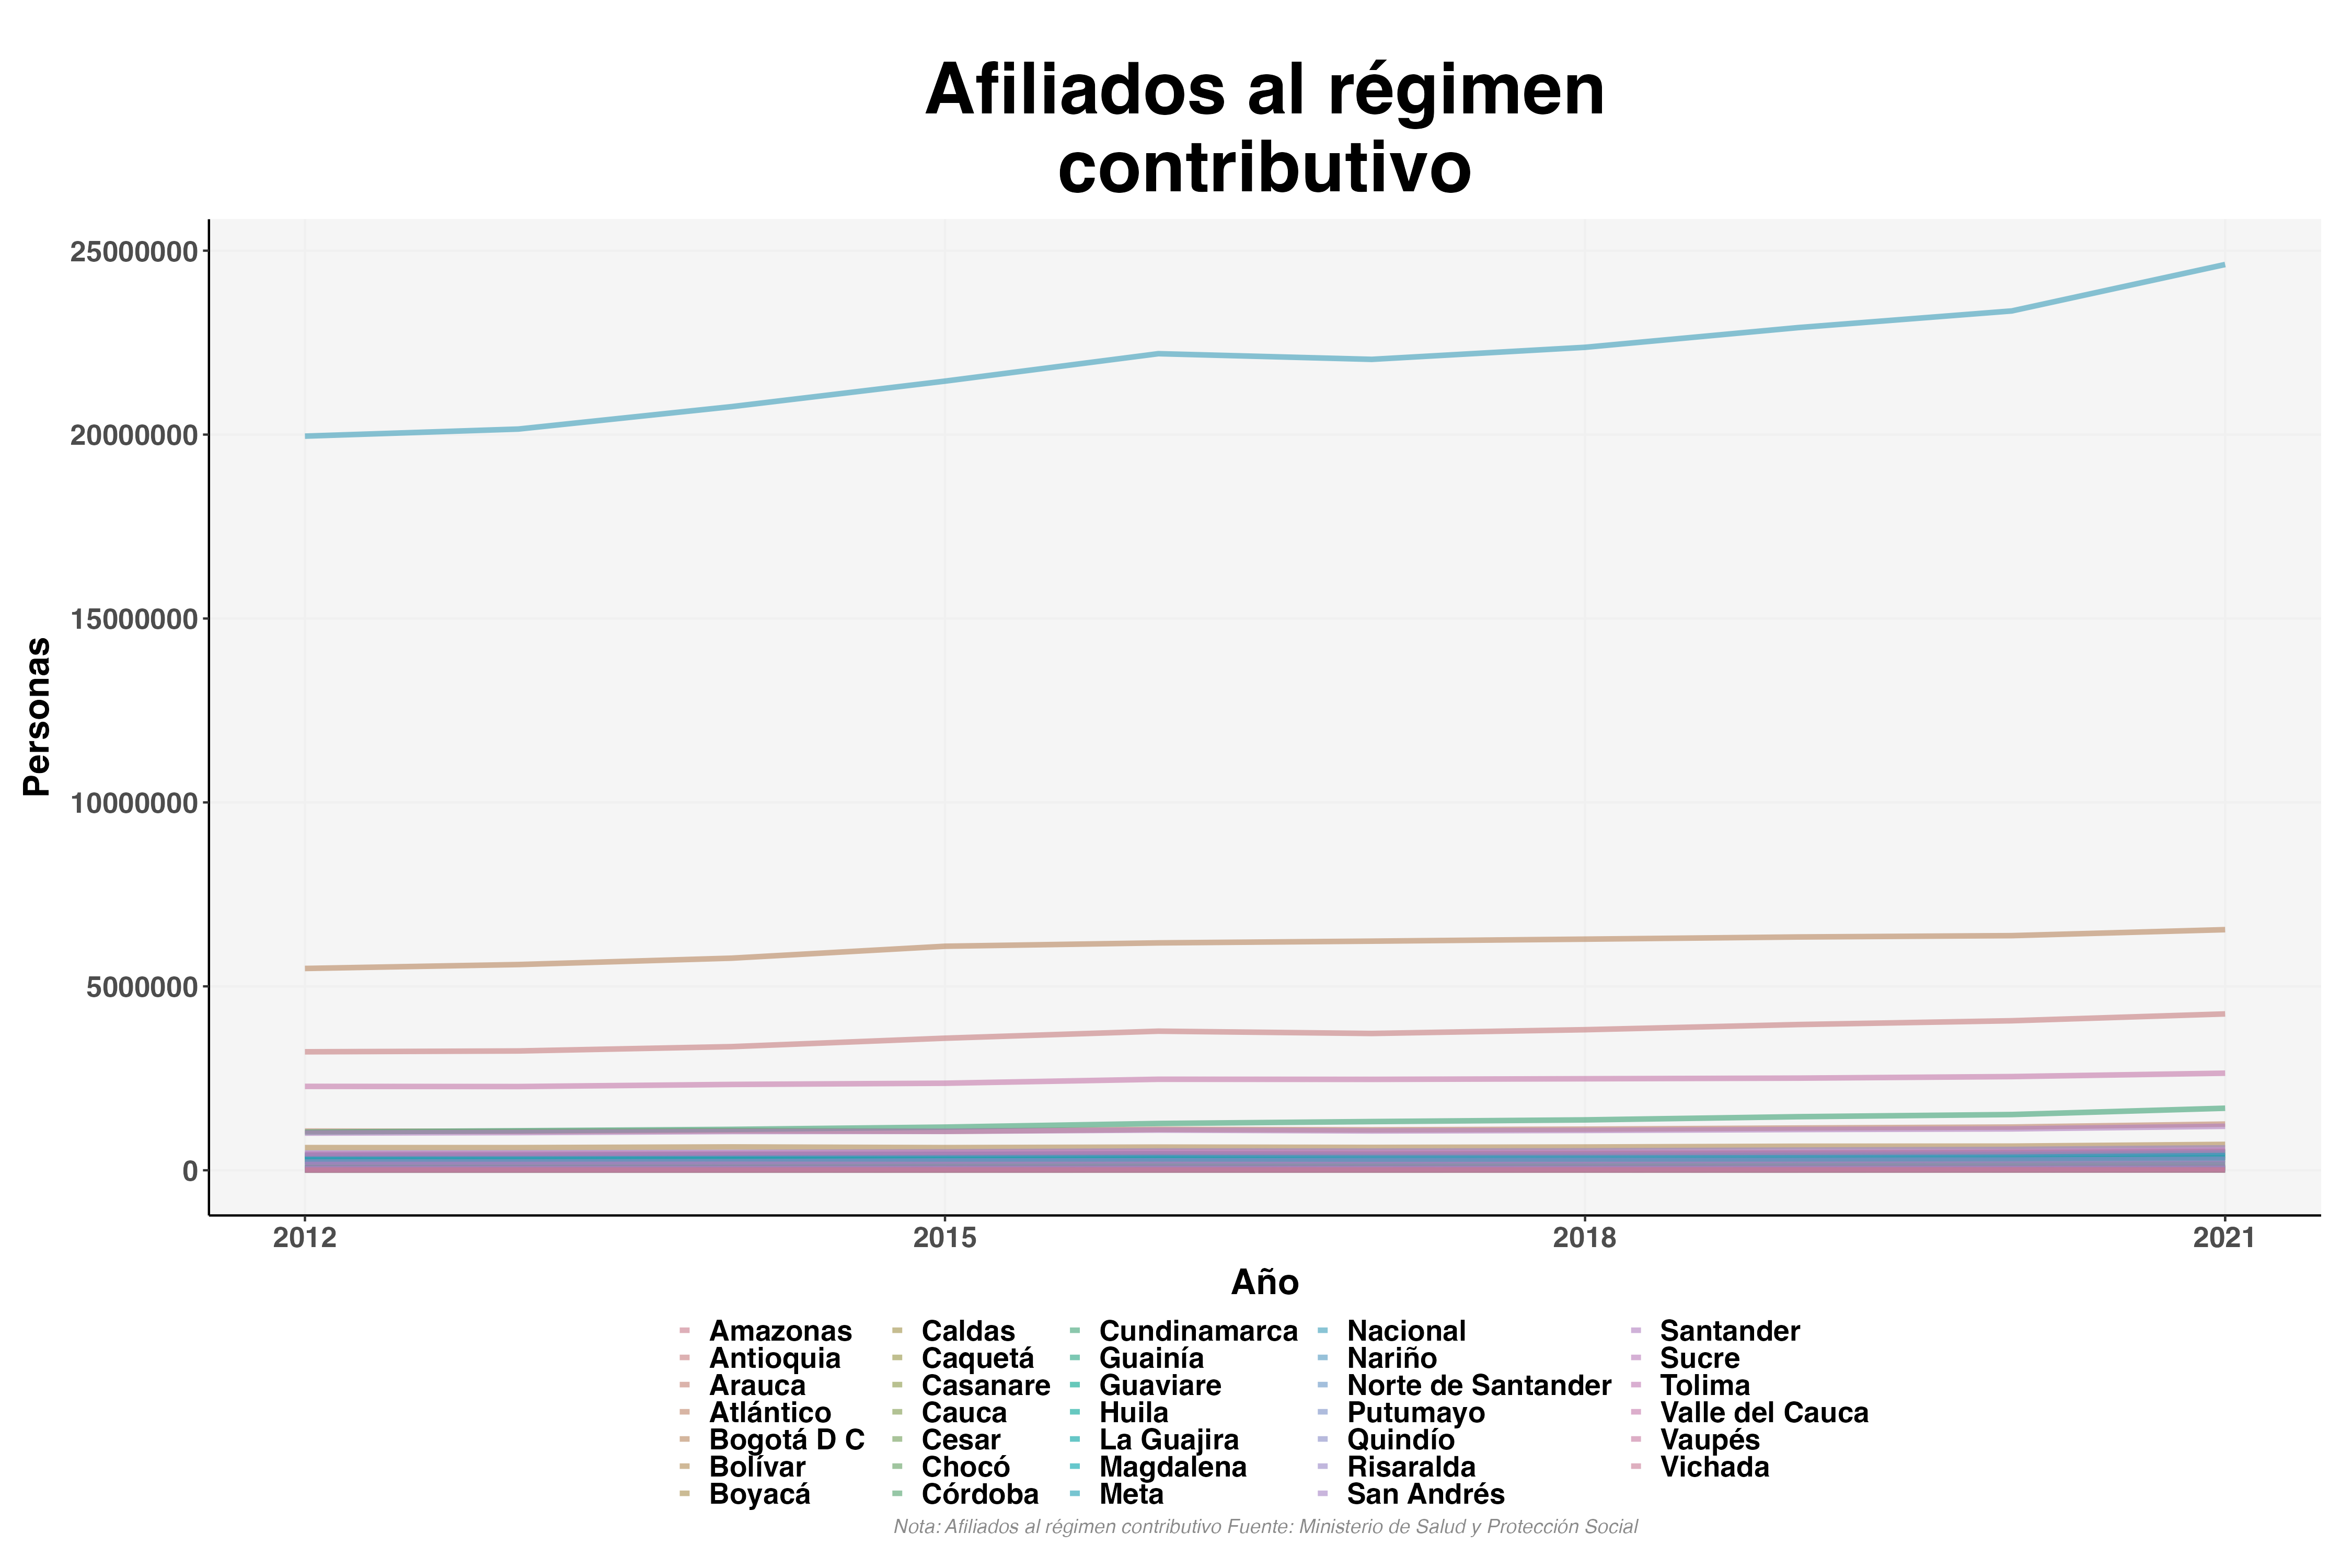 Afiliados al régimen
contributivo
25000000
20000000
15000000
10000000
5000000
0
Personas
2012 2015 2018 2021
Año
Amazonas Caldas Cundinamarca Nacional Santander
Antioquia Caquetá Guainía Nariño Sucre
Arauca Casanare Guaviare Norte de Santander Tolima
Atlántico Cauca Huila Putumayo Valle del Cauca
Bogotá D C Cesar La Guajira Quindío Vaupés
Bolívar Chocó Magdalena Risaralda Vichada
Boyacá Córdoba Meta San Andrés
Nota: Afiliados al régimen contributivo Fuente: Ministerio de Salud y Protección Social